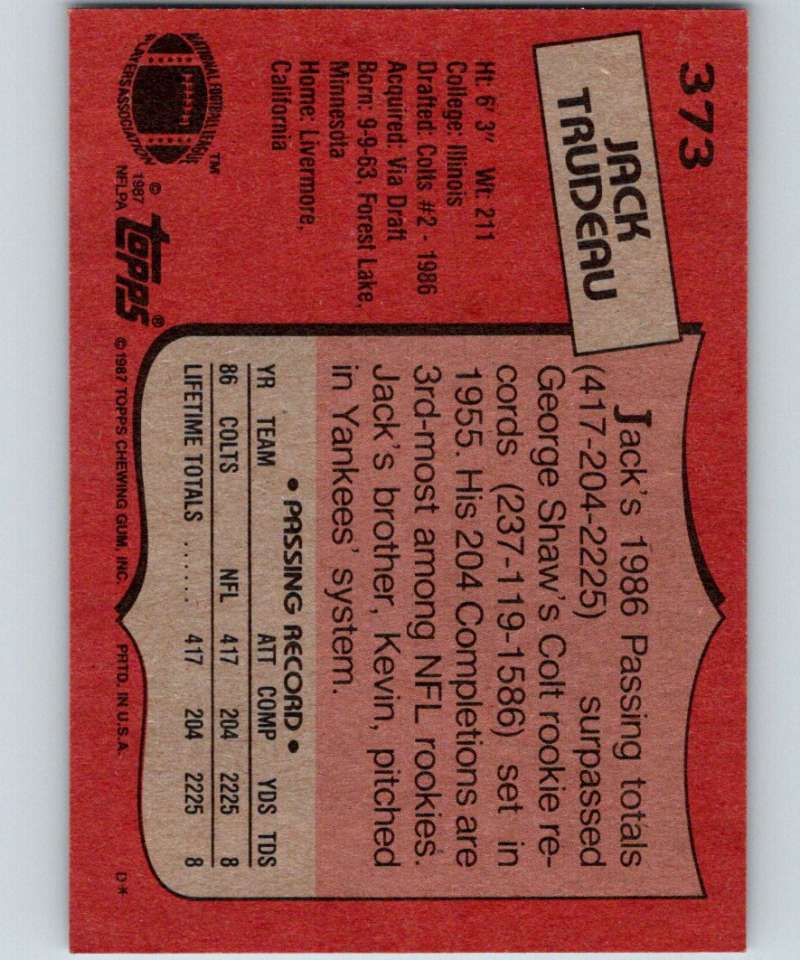 373
JACK
TRUDEAU
Ht: 6' 3" Wt: 211
College: Illinois
Drafted: Colts #2 - 1986
Acquired: Via Draft
Born: 9-9-63, Forest Lake,
Minnesota
Home: Livermore,
California
NATIONAL FOOTBALL LEAGUE
PLAYERS ASSOCIATION
™
© 1987
NFLPA
topps®
Jack's 1986 Passing totals
(417-204-2225) surpassed
George Shaw's Colt rookie re-
cords (237-119-1586) set in
1955. His 204 Completions are
3rd-most among NFL rookies.
Jack's brother, Kevin, pitched
in Yankees' system.
• PASSING RECORD •
YR TEAM ATT COMP YDS TDS
86 COLTS NFL 417 204 2225 8
LIFETIME TOTALS ...... 417 204 2225 8
©1987 TOPPS CHEWING GUM, INC. PRTD. IN U.S.A. D*